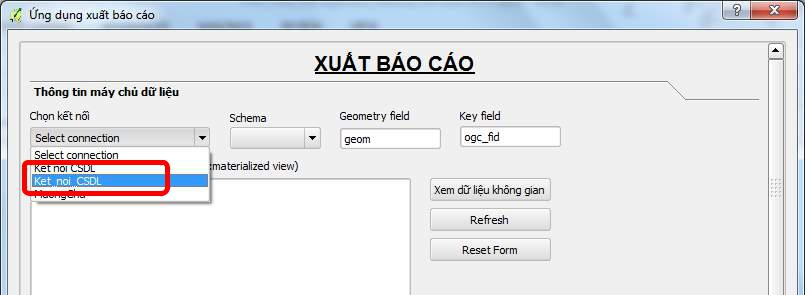 Ứng dụng xuất báo cáo
XUẤT BÁO CÁO
Thông tin máy chủ dữ liệu
Chọn kết nối
Schema
Geometry field
Key field
Select connection
geom
ogc_fid
Select connection
Ket noi CSDL
Ket_noi_CSDL
materialized view)
Xem dữ liệu không gian
Refresh
Reset Form